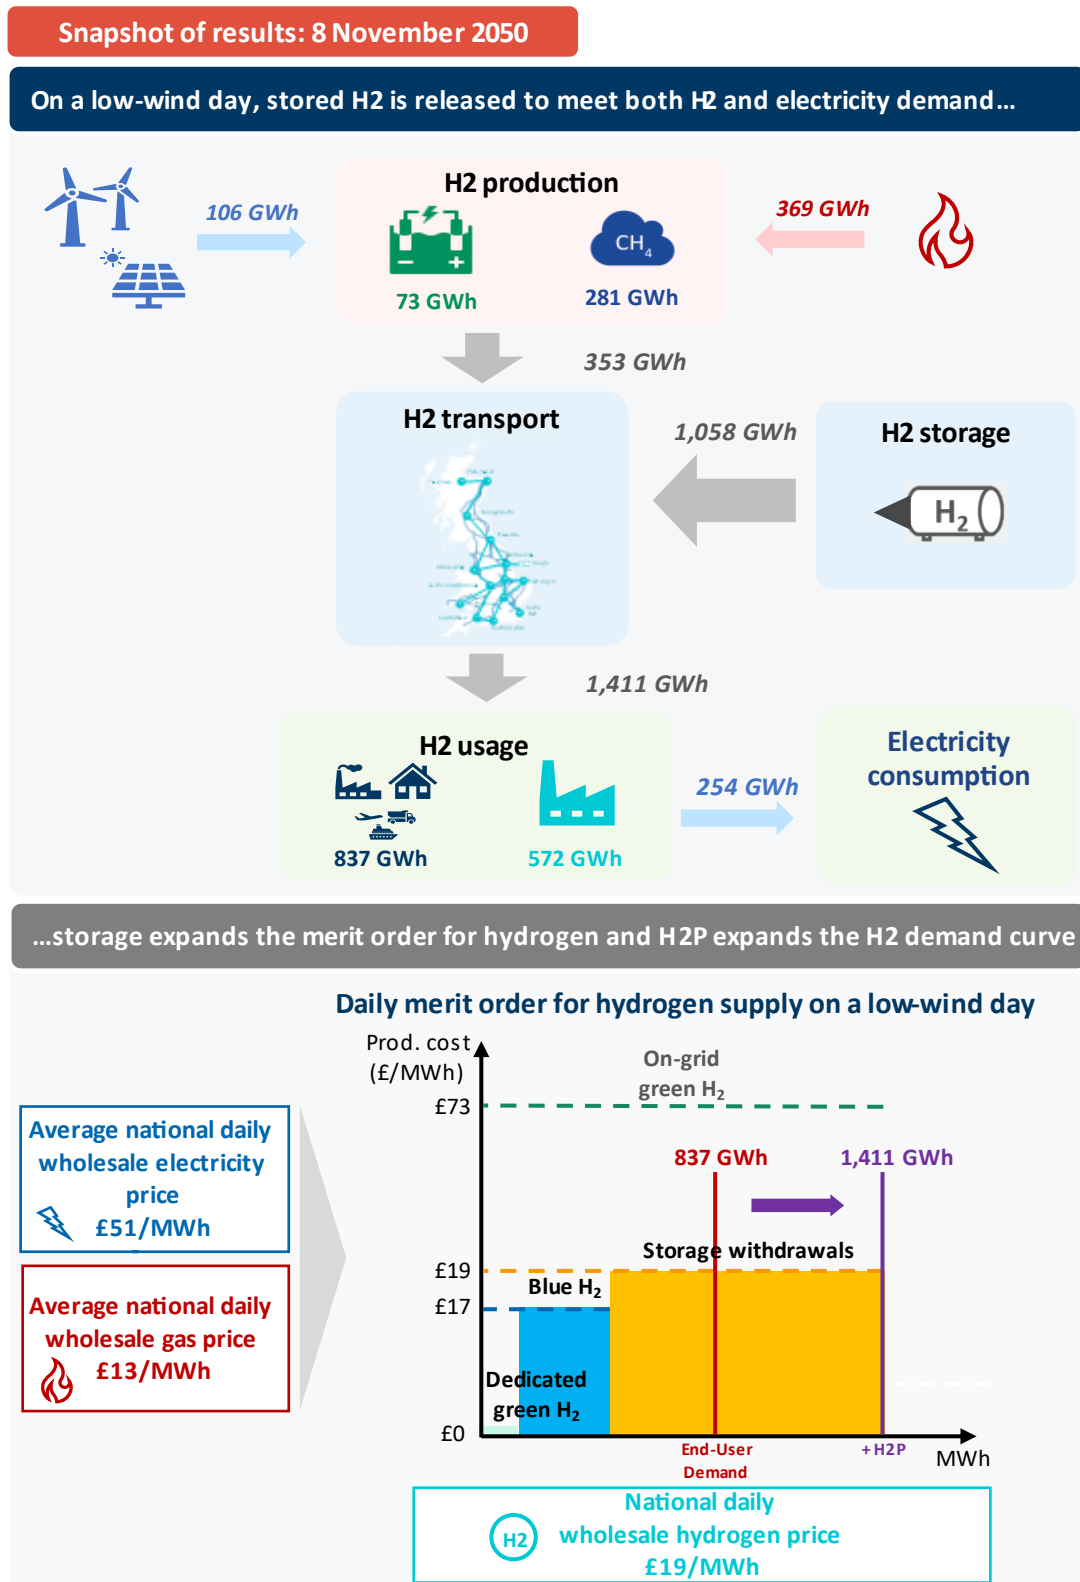 Snapshot of results: 8 November 2050
On a low-wind day, stored H2 is released to meet both H2 and electricity demand...
H2 production
106 GWh
369 GWh
CH4
73 GWh
281 GWh
353 GWh
H2 transport
1,058 GWh
H2 storage
H2
1,411 GWh
H2 usage
Electricity
consumption
254 GWh
837 GWh
572 GWh
...storage expands the merit order for hydrogen and H2P expands the H2 demand curve
Daily merit order for hydrogen supply on a low-wind day
Prod. cost
(£/MWh)
On-grid
green H2
£73
Average national daily
wholesale electricity
price
£51/MWh
837 GWh
1,411 GWh
Storage withdrawals
£19
Blue H2
£17
Average national daily
wholesale gas price
£13/MWh
Dedicated
green H2
£0
End-User
Demand
+H2P
MWh
National daily
H2
wholesale hydrogen price
£19/MWh